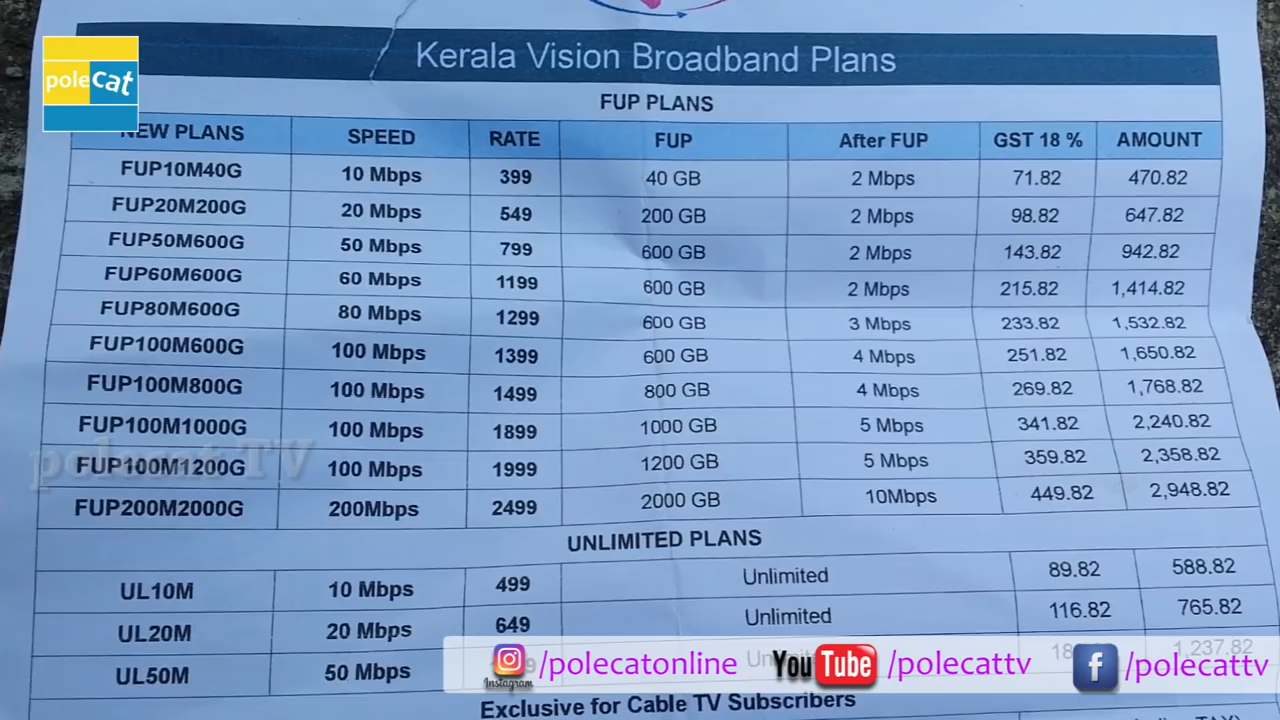 Kerala Vision Broadband Plans
poleCat
FUP PLANS
NEW PLANS SPEED RATE FUP After FUP GST 18 % AMOUNT
FUP10M40G 10 Mbps 399 40 GB 2 Mbps 71.82 470.82
FUP20M200G 20 Mbps 549 200 GB 2 Mbps 98.82 647.82
FUP50M600G 50 Mbps 799 600 GB 2 Mbps 143.82 942.82
FUP60M600G 60 Mbps 1199 600 GB 2 Mbps 215.82 1,414.82
FUP80M600G 80 Mbps 1299 600 GB 3 Mbps 233.82 1,532.82
FUP100M600G 100 Mbps 1399 600 GB 4 Mbps 251.82 1,650.82
FUP100M800G 100 Mbps 1499 800 GB 4 Mbps 269.82 1,768.82
FUP100M1000G 100 Mbps 1899 1000 GB 5 Mbps 341.82 2,240.82
polecat TV
FUP100M1200G 100 Mbps 1999 1200 GB 5 Mbps 359.82 2,358.82
FUP200M2000G 200Mbps 2499 2000 GB 10Mbps 449.82 2,948.82
UNLIMITED PLANS
UL10M 10 Mbps 499 Unlimited 89.82 588.82
UL20M 20 Mbps 649 Unlimited 116.82 765.82
UL50M 50 Mbps 1,237.82
Instagram /polecatonline YouTube /polecattv f /polecattv
Exclusive for Cable TV Subscribers